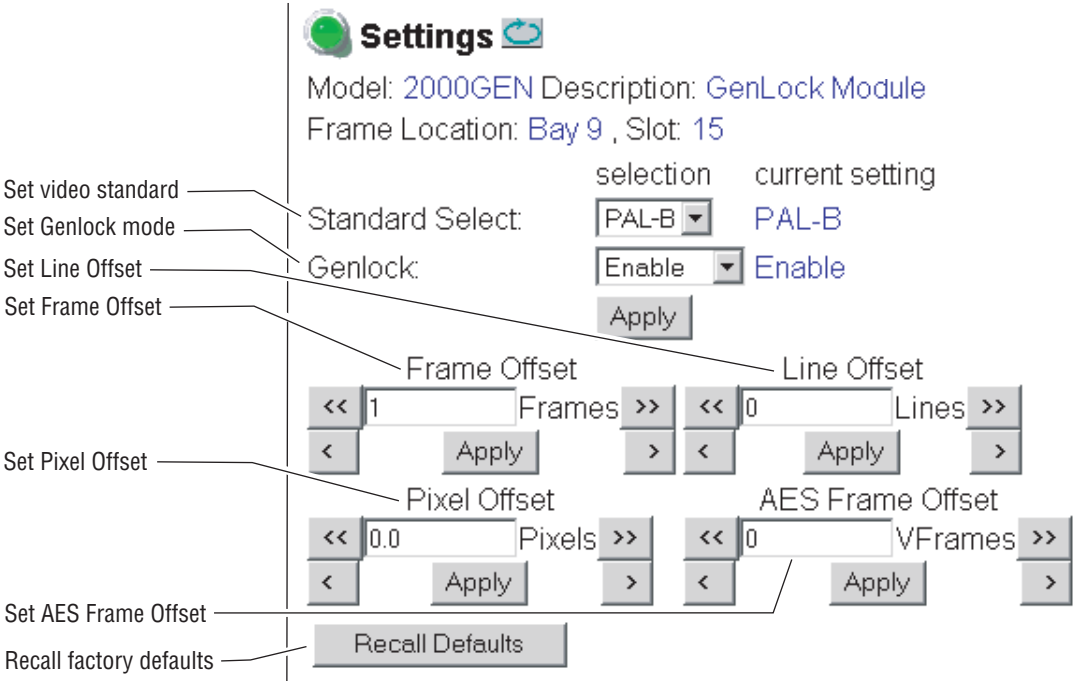 Settings
Model: 2000GEN Description: GenLock Module
Frame Location: Bay 9 , Slot: 15
selection current setting
Set video standard
Standard Select: PAL-B PAL-B
Set Genlock mode
Genlock: Enable Enable
Set Line Offset
Set Frame Offset
Apply
Frame Offset Line Offset
<< 1 Frames >> << 0 Lines >>
< Apply > < Apply >
Set Pixel Offset
Pixel Offset AES Frame Offset
<< 0.0 Pixels >> << 0 VFrames >>
< Apply > < Apply >
Set AES Frame Offset
Recall Defaults
Recall factory defaults